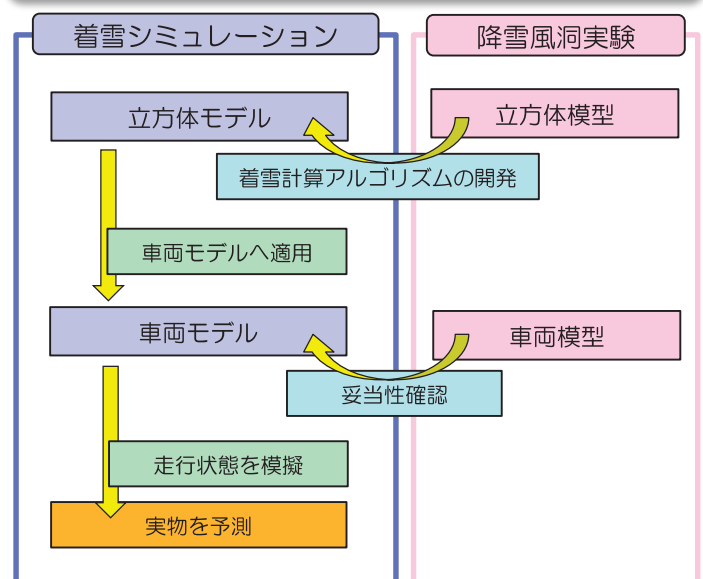 着雪シミュレーション
降雪風洞実験
立方体モデル
立方体模型
着雪計算アルゴリズムの開発
車両モデルへ適用
車両モデル
車両模型
妥当性確認
走行状態を模擬
実物を予測